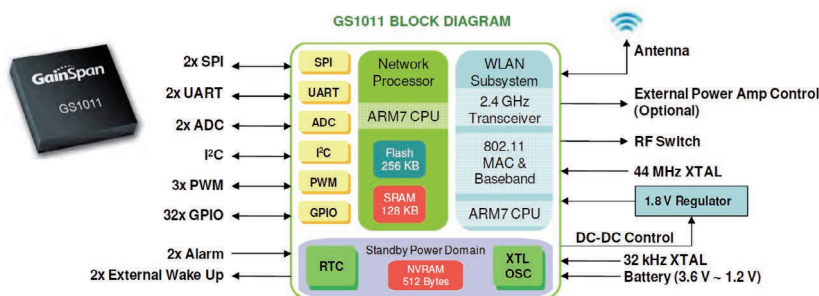 GS1011 BLOCK DIAGRAM
GainSpan
GS1011
2x SPI
2x UART
2x ADC
I²C
3x PWM
32x GPIO
2x Alarm
2x External Wake Up
SPI
UART
ADC
I²C
PWM
GPIO
Network
Processor
ARM7 CPU
Flash
256 KB
SRAM
128 KB
WLAN
Subsystem
2.4 GHz
Transceiver
802.11
MAC &
Baseband
ARM7 CPU
Standby Power Domain
RTC
NVRAM
512 Bytes
XTL
OSC
Antenna
External Power Amp Control
(Optional)
RF Switch
44 MHz XTAL
1.8 V Regulator
DC-DC Control
32 kHz XTAL
Battery (3.6 V ~ 1.2 V)